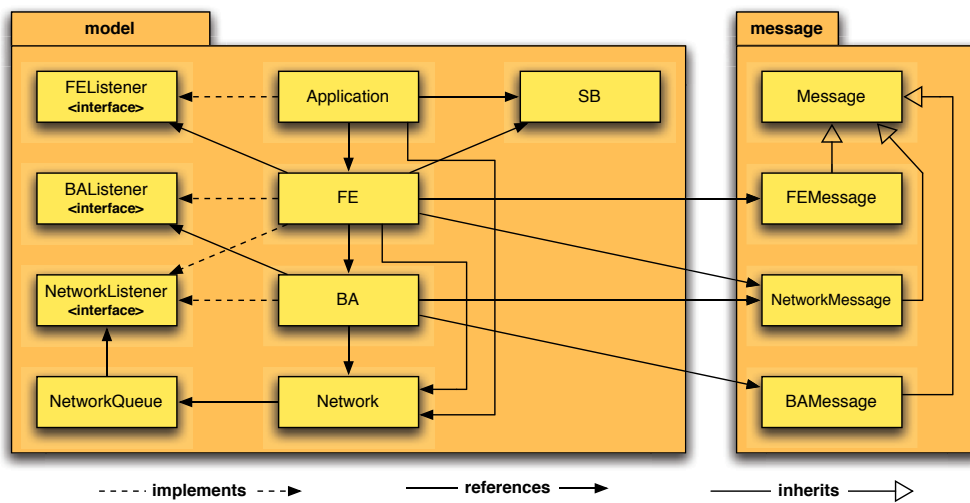 model
message
FEListener
<interface>
Application
SB
Message
BAListener
<interface>
FE
FEMessage
NetworkListener
<interface>
BA
NetworkMessage
NetworkQueue
Network
BAMessage
implements
references
inherits